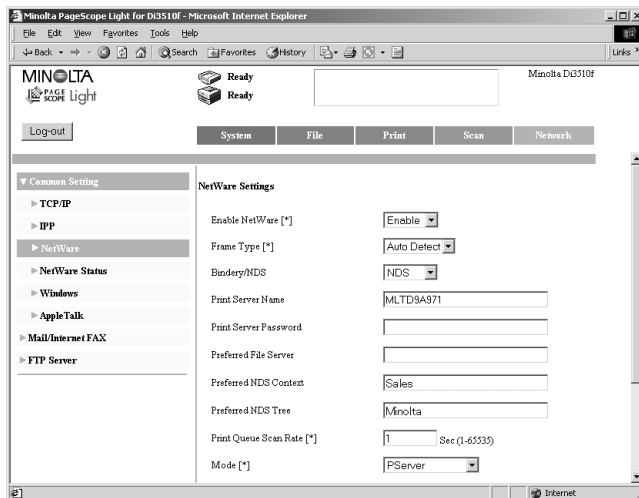 Minolta PageScope Light for Di3510f - Microsoft Internet Explorer
File Edit View Favorites Tools Help
Back Search Favorites History Links
MINOLTA
PAGE SCOPE Light
Ready
Ready
Minolta Di3510f
Log-out
System File Print Scan Network
Common Setting
TCP/IP
IPP
NetWare
NetWare Status
Windows
AppleTalk
Mail/Internet FAX
FTP Server
NetWare Settings
Enable NetWare [*] Enable
Frame Type [*] Auto Detect
Bindery/NDS NDS
Print Server Name MLTD9A971
Print Server Password
Preferred File Server
Preferred NDS Context Sales
Preferred NDS Tree Minolta
Print Queue Scan Rate [*] 1 Sec (1-65535)
Mode [*] PServer
Internet